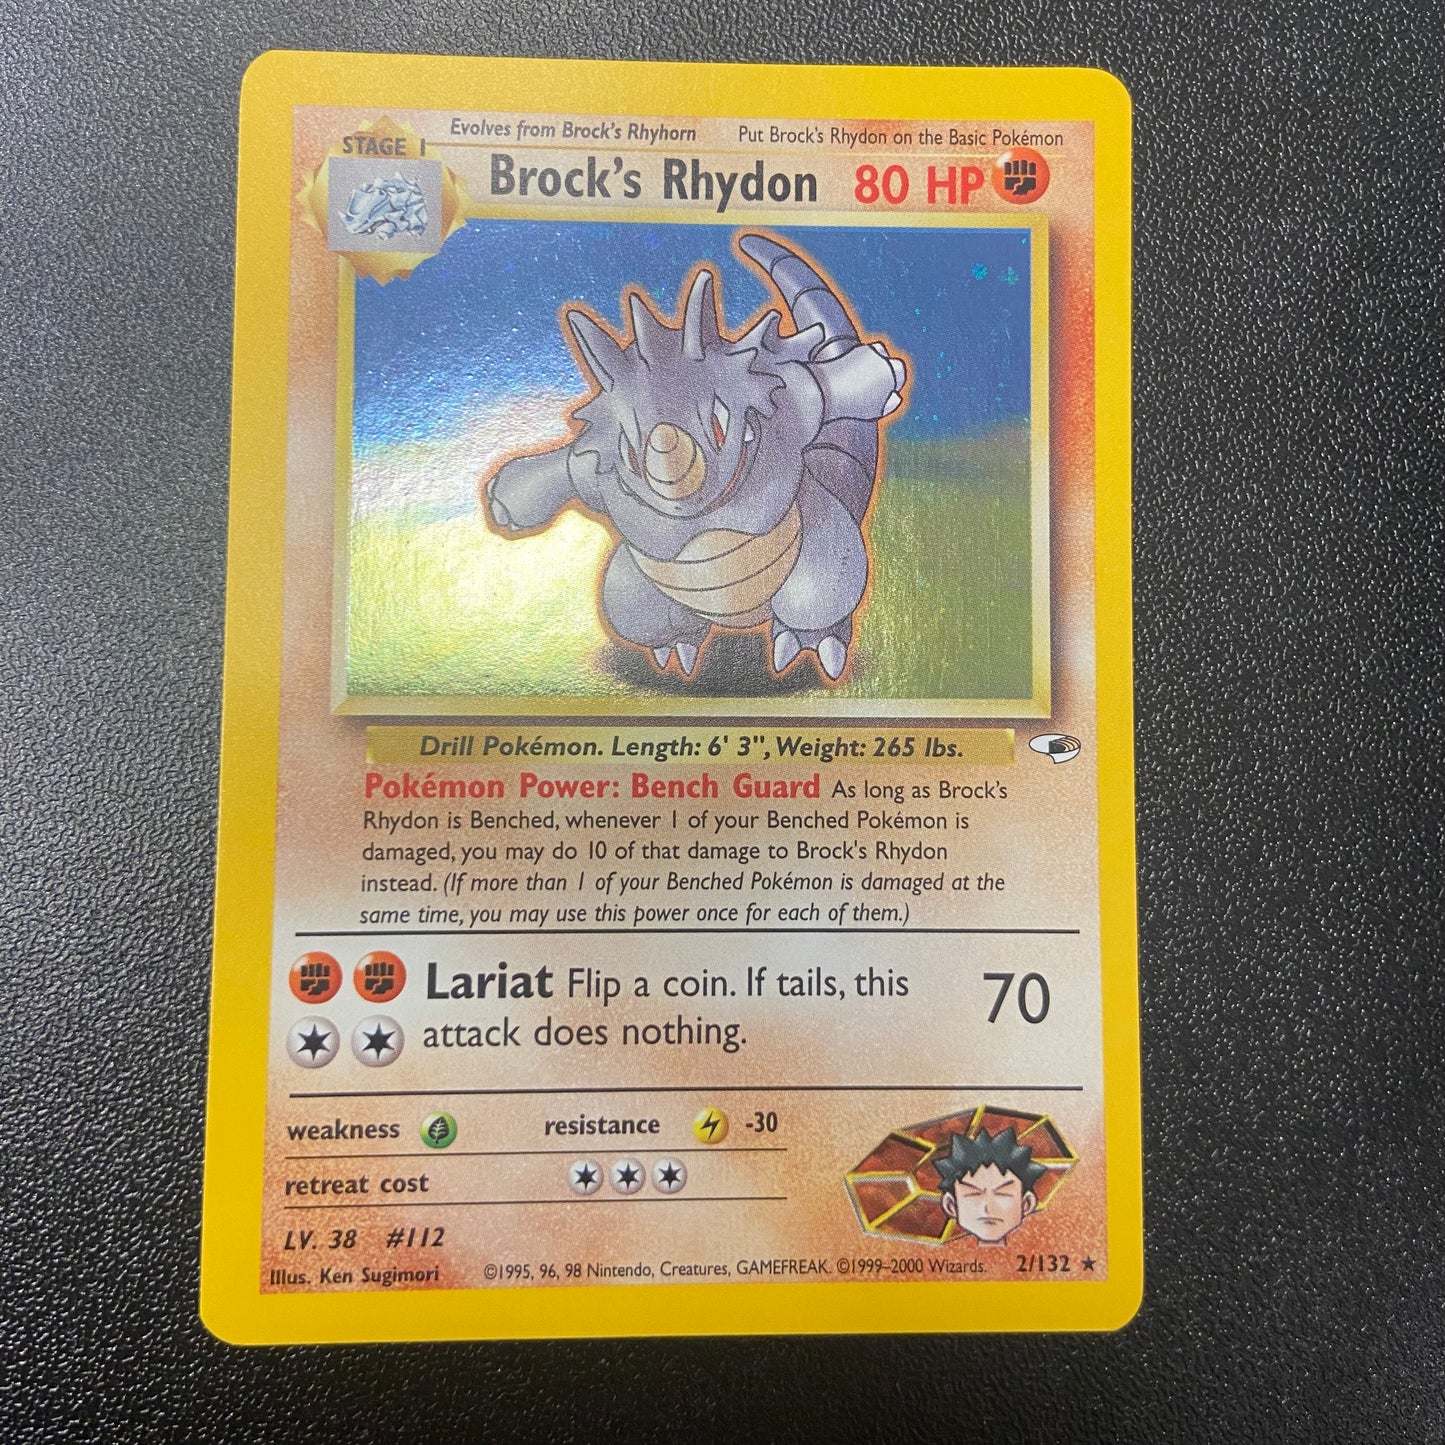 Evolves from Brock's Rhyhorn Put Brock's Rhydon on the Basic Pokémon
STAGE 1
Brock's Rhydon 80 HP
Drill Pokémon. Length: 6' 3", Weight: 265 lbs.
Pokémon Power: Bench Guard As long as Brock's
Rhydon is Benched, whenever 1 of your Benched Pokémon is
damaged, you may do 10 of that damage to Brock's Rhydon
instead. (If more than 1 of your Benched Pokémon is damaged at the
same time, you may use this power once for each of them.)
Lariat Flip a coin. If tails, this
attack does nothing.
70
weakness resistance -30
retreat cost
LV. 38 #112
Illus. Ken Sugimori ©1995, 96, 98 Nintendo, Creatures, GAMEFREAK. ©1999–2000 Wizards. 2/132 ★